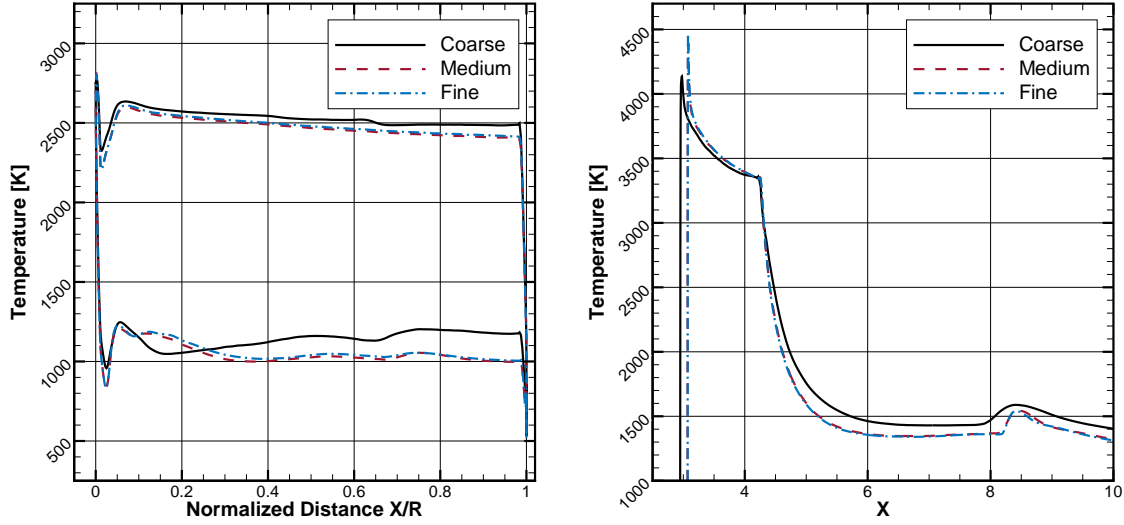 Temperature [K]
3000
2500
2000
1500
1000
500
Coarse
Medium
Fine
0
0.2
0.4
0.6
0.8
1
Normalized Distance X/R
Temperature [K]
4500
4000
3500
3000
2500
2000
1500
1000
Coarse
Medium
Fine
4
6
8
10
X